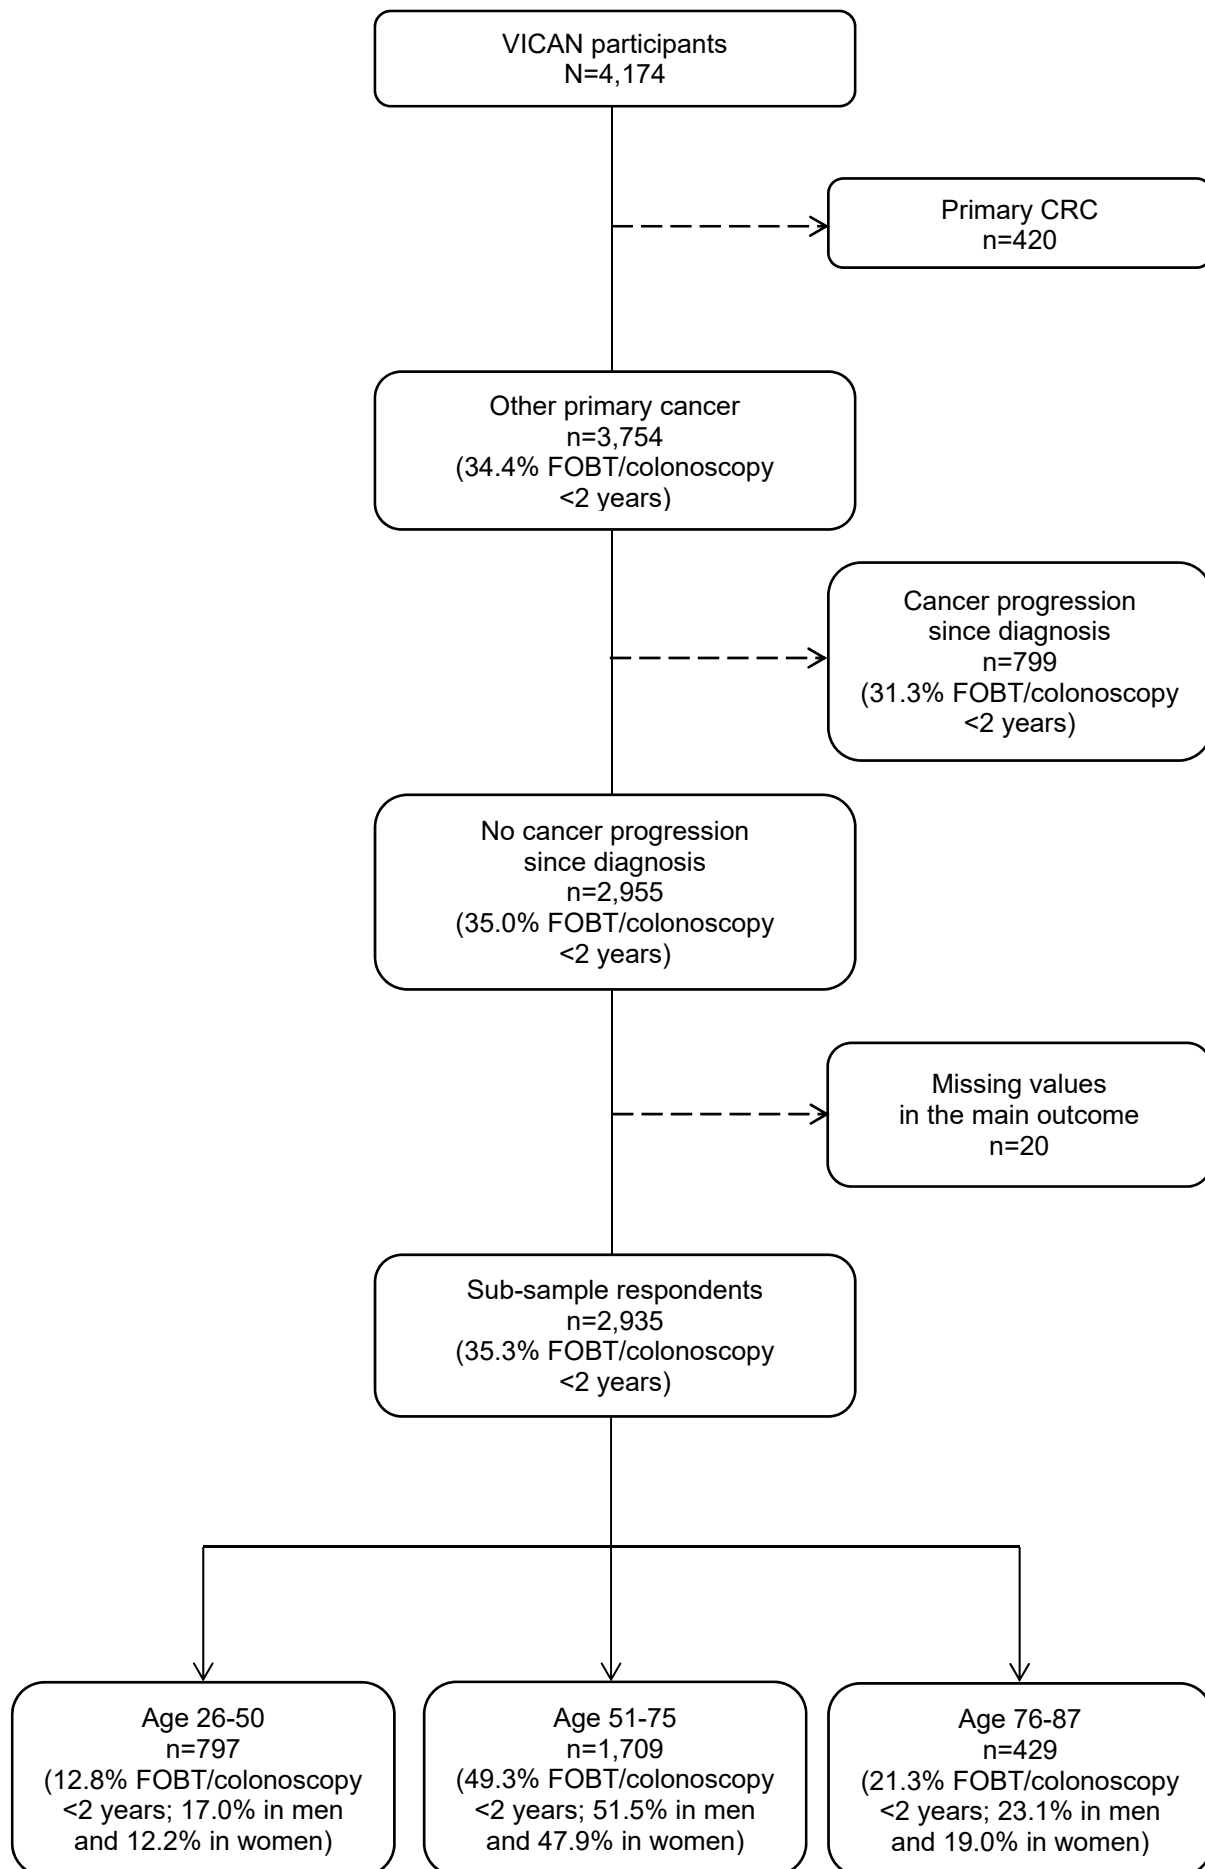 VICAN participants
N=4,174
Primary CRC
n=420
Other primary cancer
n=3,754
(34.4% FOBT/colonoscopy
<2 years)
Cancer progression
since diagnosis
n=799
(31.3% FOBT/colonoscopy
<2 years)
No cancer progression
since diagnosis
n=2,955
(35.0% FOBT/colonoscopy
<2 years)
Missing values
in the main outcome
n=20
Sub-sample respondents
n=2,935
(35.3% FOBT/colonoscopy
<2 years)
Age 26-50
n=797
(12.8% FOBT/colonoscopy
<2 years; 17.0% in men
and 12.2% in women)
Age 51-75
n=1,709
(49.3% FOBT/colonoscopy
<2 years; 51.5% in men
and 47.9% in women)
Age 76-87
n=429
(21.3% FOBT/colonoscopy
<2 years; 23.1% in men
and 19.0% in women)